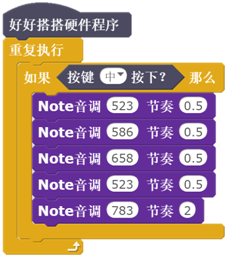 好好搭搭硬件程序
重复执行
如果 按键 中 按下? 那么
Note音调 523 节奏 0.5
Note音调 586 节奏 0.5
Note音调 658 节奏 0.5
Note音调 523 节奏 0.5
Note音调 783 节奏 2